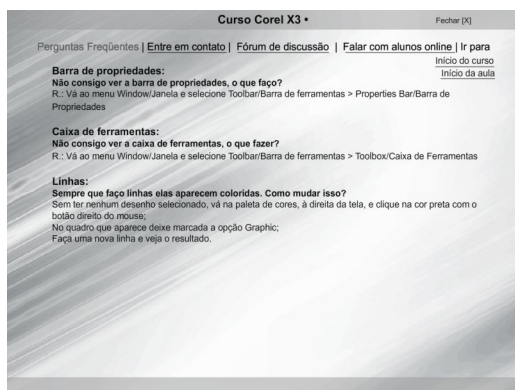 Curso Corel X3 •
Fechar [X]
Perguntas Freqüentes | Entre em contato | Fórum de discussão | Falar com alunos online | Ir para
Início do curso
Início da aula
Barra de propriedades:
Não consigo ver a barra de propriedades, o que faço?
R.: Vá ao menu Window/Janela e selecione Toolbar/Barra de ferramentas > Properties Bar/Barra de
Propriedades
Caixa de ferramentas:
Não consigo ver a caixa de ferramentas, o que fazer?
R.: Vá ao menu Window/Janela e selecione Toolbar/Barra de ferramentas > Toolbox/Caixa de Ferramentas
Linhas:
Sempre que faço linhas elas aparecem coloridas. Como mudar isso?
Sem ter nenhum desenho selecionado, vá na paleta de cores, à direita da tela, e clique na cor preta com o
botão direito do mouse;
No quadro que aparece deixe marcada a opção Graphic;
Faça uma nova linha e veja o resultado.